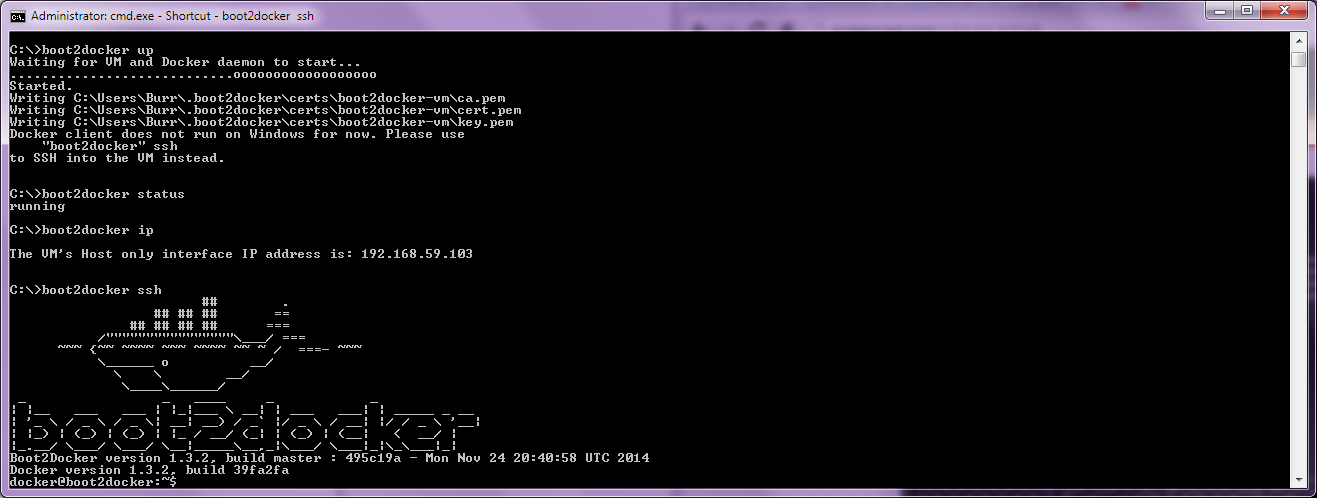 Administrator: cmd.exe - Shortcut - boot2docker  ssh
C:\>boot2docker up
Waiting for VM and Docker daemon to start...
............................oooooooooooooooooo
Started.
Writing C:\Users\Burr\.boot2docker\certs\boot2docker-vm\ca.pem
Writing C:\Users\Burr\.boot2docker\certs\boot2docker-vm\cert.pem
Writing C:\Users\Burr\.boot2docker\certs\boot2docker-vm\key.pem
Docker client does not run on Windows for now. Please use
    "boot2docker" ssh
to SSH into the VM instead.
C:\>boot2docker status
running
C:\>boot2docker ip
The VM's Host only interface IP address is: 192.168.59.103
C:\>boot2docker ssh
boot2docker
Boot2Docker version 1.3.2, build master : 495c19a - Mon Nov 24 20:40:58 UTC 2014
Docker version 1.3.2, build 39fa2fa
docker@boot2docker:~$